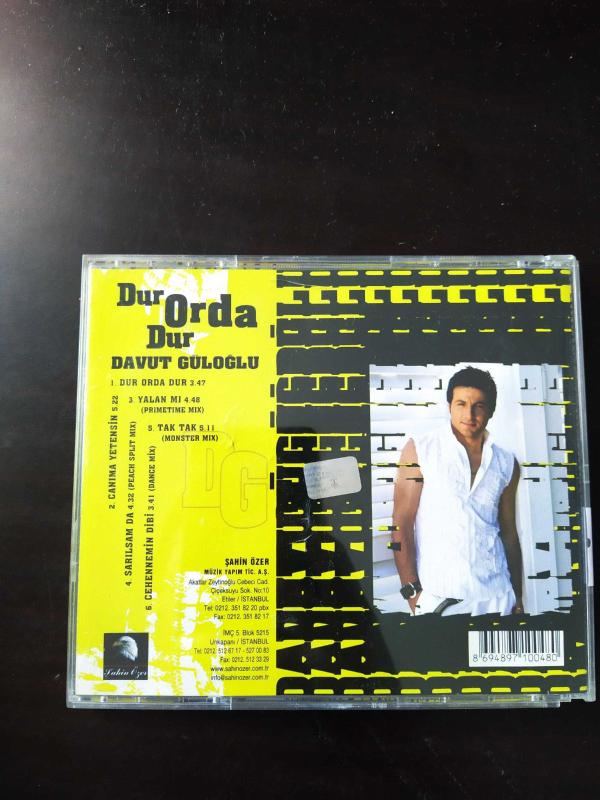 Dur Orda
Dur
DAVUT GÜLOĞLU
1. DUR ORDA DUR 3.47
2. CANIMA YETENSİN 5.22
3. YALAN MI 4.48
(PRIMETIME MIX)
4. SARILSAM DA 4.32 (PEACH SPLIT MIX)
5. TAK TAK 5.11
(MONSTER MIX)
6. CEHENNEMİN DİBİ 3.41 (DANCE MIX)
DG
ŞAHİN ÖZER
MÜZİK YAPIM TİC. A.Ş.
Akatlar Zeytinoğlu Cebeci Cad.
Çiçeksuyu Sok. No:10
Etiler / İSTANBUL
Tel: 0212. 351 82 20 pbx
Fax: 0212. 351 82 17
İMÇ 5. Blok 5215
Unkapanı / İSTANBUL
Tel: 0212. 512 67 17 - 527 00 83
Fax: 0212. 512 33 29
www.sahinozer.com.tr
info@sahinozer.com.tr
Şahin Özer
8 694897 100480